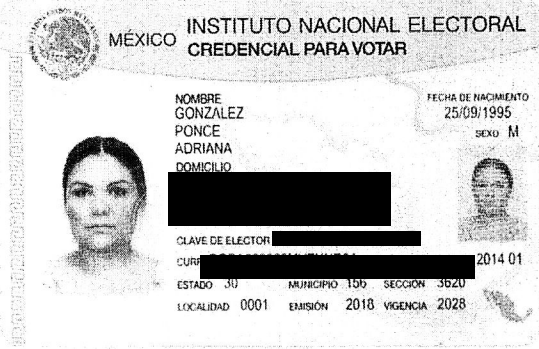 MÉXICO
INSTITUTO NACIONAL ELECTORAL
CREDENCIAL PARA VOTAR
NOMBRE
GONZALEZ
PONCE
ADRIANA
FECHA DE NACIMIENTO
25/09/1995
SEXO M
DOMICILIO
CLAVE DE ELECTOR
CURP
2014 01
ESTADO 30 MUNICIPIO 156 SECCIÓN 3620
LOCALIDAD 0001 EMISIÓN 2018 VIGENCIA 2028